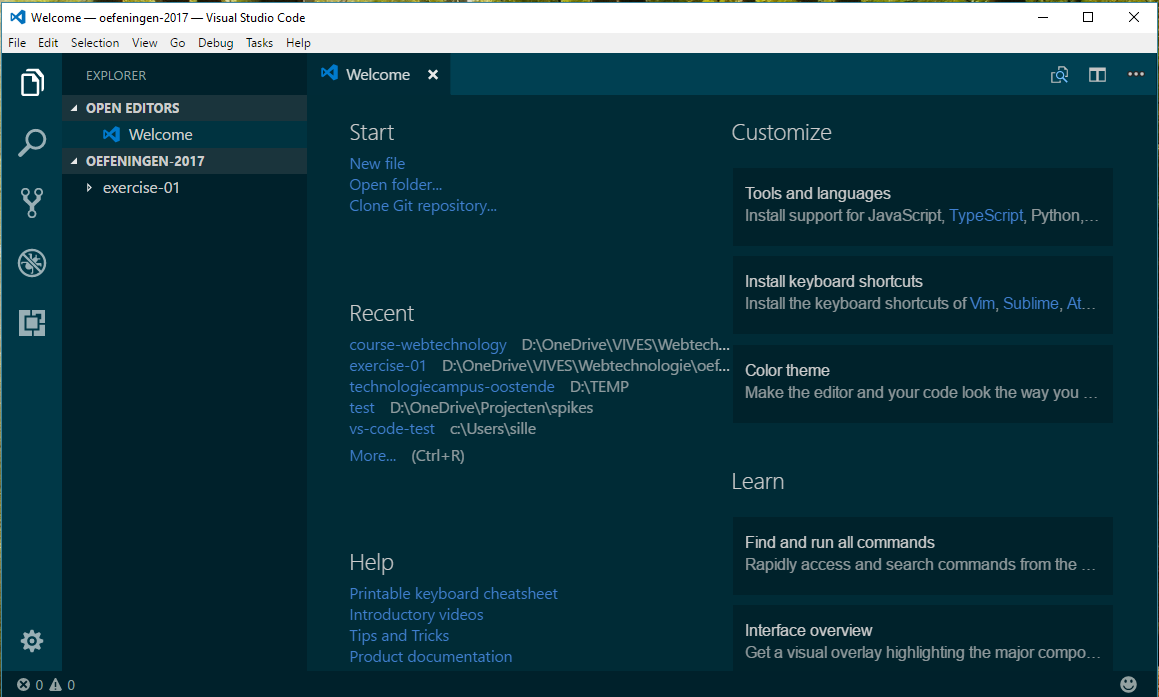 Welcome — oefeningen-2017 — Visual Studio Code
File Edit Selection View Go Debug Tasks Help
EXPLORER
OPEN EDITORS
Welcome
OEFENINGEN-2017
exercise-01
Welcome
Start
New file
Open folder...
Clone Git repository...
Recent
course-webtechnology D:\OneDrive\VIVES\Webtech...
exercise-01 D:\OneDrive\VIVES\Webtechnologie\oef...
technologiecampus-oostende D:\TEMP
test D:\OneDrive\Projecten\spikes
vs-code-test c:\Users\sille
More... (Ctrl+R)
Help
Printable keyboard cheatsheet
Introductory videos
Tips and Tricks
Product documentation
Customize
Tools and languages
Install support for JavaScript, TypeScript, Python,...
Install keyboard shortcuts
Install the keyboard shortcuts of Vim, Sublime, At...
Color theme
Make the editor and your code look the way you ...
Learn
Find and run all commands
Rapidly access and search commands from the ...
Interface overview
Get a visual overlay highlighting the major compo...
0 0